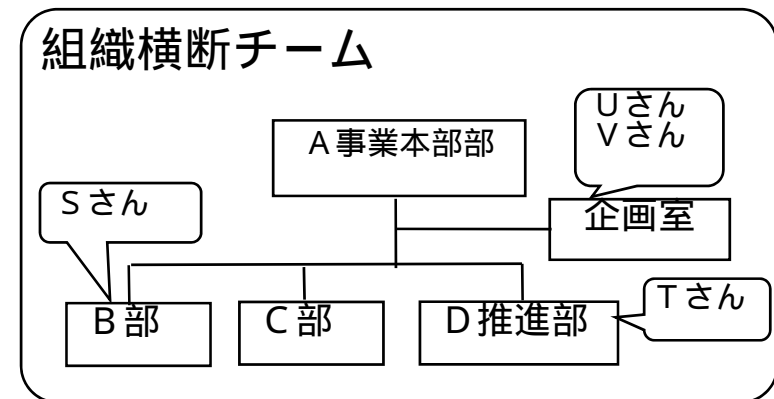 組織横断チーム
Uさん
Vさん
A事業本部部
Sさん
企画室
B部
C部
D推進部
Tさん